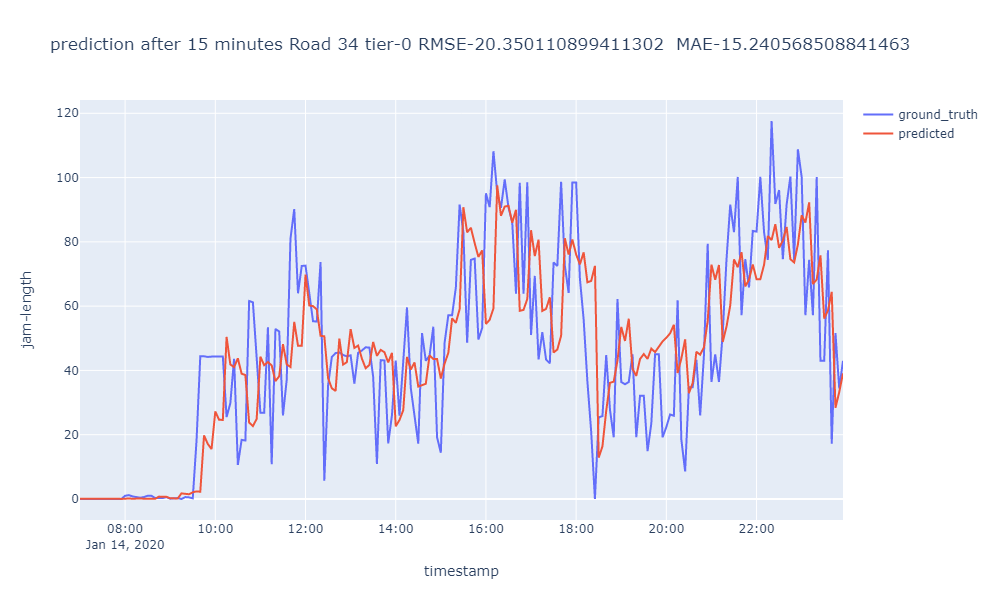 prediction after 15 minutes Road 34 tier-0 RMSE-20.350110899411302  MAE-15.240568508841463
ground_truth
predicted
120
100
80
60
40
20
0
jam-length
08:00 10:00 12:00 14:00 16:00 18:00 20:00 22:00
Jan 14, 2020
timestamp